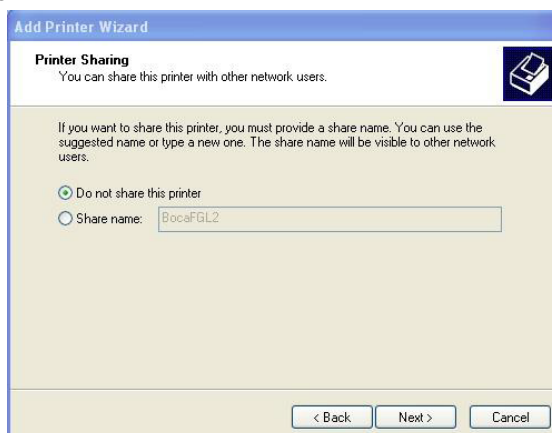 Add Printer Wizard
Printer Sharing
You can share this printer with other network users.
If you want to share this printer, you must provide a share name. You can use the
suggested name or type a new one. The share name will be visible to other network
users.
Do not share this printer
Share name: BocaFGL2
< Back Next > Cancel